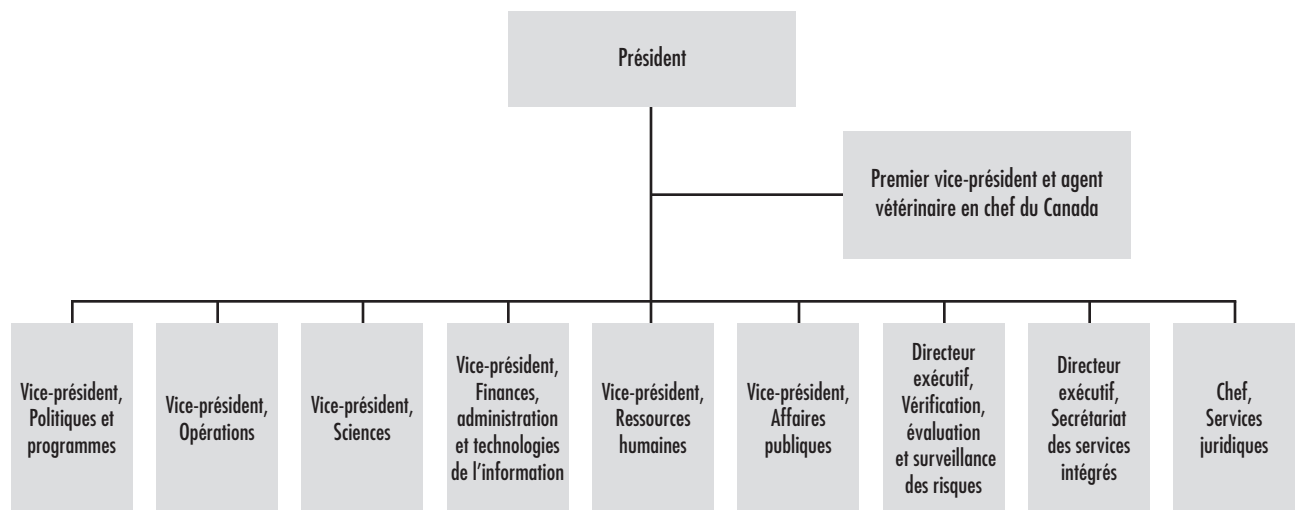 Président
Premier vice-président et agent
vétérinaire en chef du Canada
Vice-président,
Politiques et
programmes
Vice-président,
Opérations
Vice-président,
Sciences
Vice-président,
Finances,
administration
et technologies
de l’information
Vice-président,
Ressources
humaines
Vice-président,
Affaires
publiques
Directeur
exécutif,
Vérification,
évaluation
et surveillance
des risques
Directeur
exécutif,
Secrétariat
des services
intégrés
Chef,
Services
juridiques